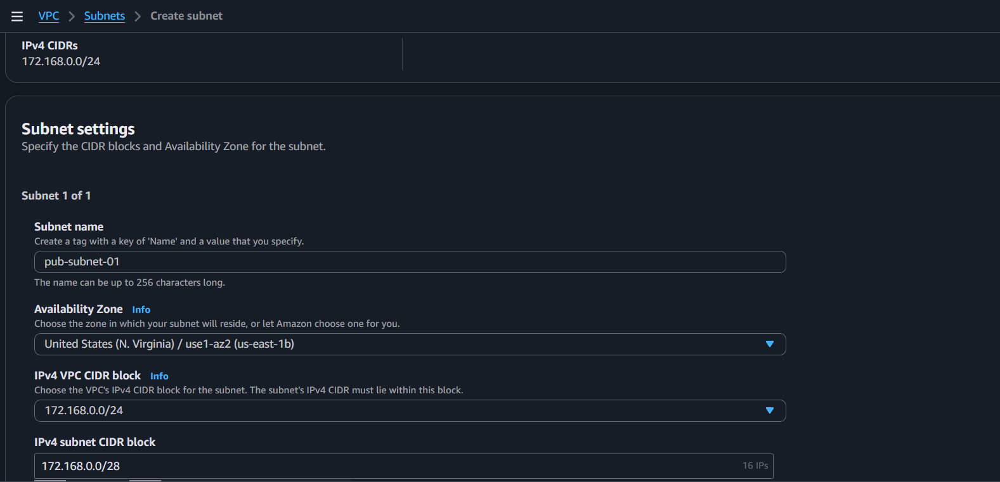 VPC > Subnets > Create subnet
IPv4 CIDRs
172.168.0.0/24
Subnet settings
Specify the CIDR blocks and Availability Zone for the subnet.
Subnet 1 of 1
Subnet name
Create a tag with a key of 'Name' and a value that you specify.
pub-subnet-01
The name can be up to 256 characters long.
Availability Zone Info
Choose the zone in which your subnet will reside, or let Amazon choose one for you.
United States (N. Virginia) / use1-az2 (us-east-1b)
IPv4 VPC CIDR block Info
Choose the VPC's IPv4 CIDR block for the subnet. The subnet's IPv4 CIDR must lie within this block.
172.168.0.0/24
IPv4 subnet CIDR block
172.168.0.0/28 16 IPs